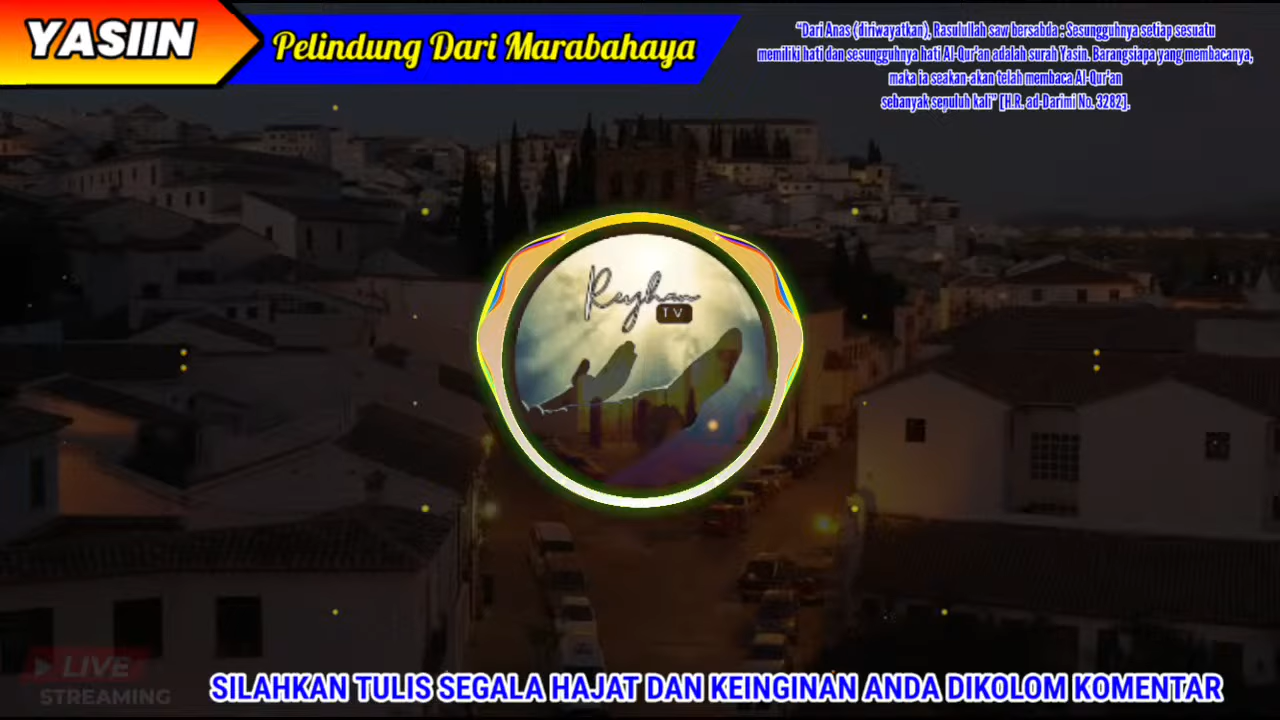 YASIIN
Pelindung Dari Marabahaya
"Dari Anas (diriwayatkan), Rasulullah saw bersabda : Sesungguhnya setiap sesuatu
memiliki hati dan sesungguhnya hati Al-Qur'an adalah surah Yasin. Barangsiapa yang membacanya,
maka ia seakan-akan telah membaca Al-Qur'an
sebanyak sepuluh kali" [H.R. ad-Darimi No. 3282].
Reyhan
TV
LIVE
STREAMING
SILAHKAN TULIS SEGALA HAJAT DAN KEINGINAN ANDA DIKOLOM KOMENTAR